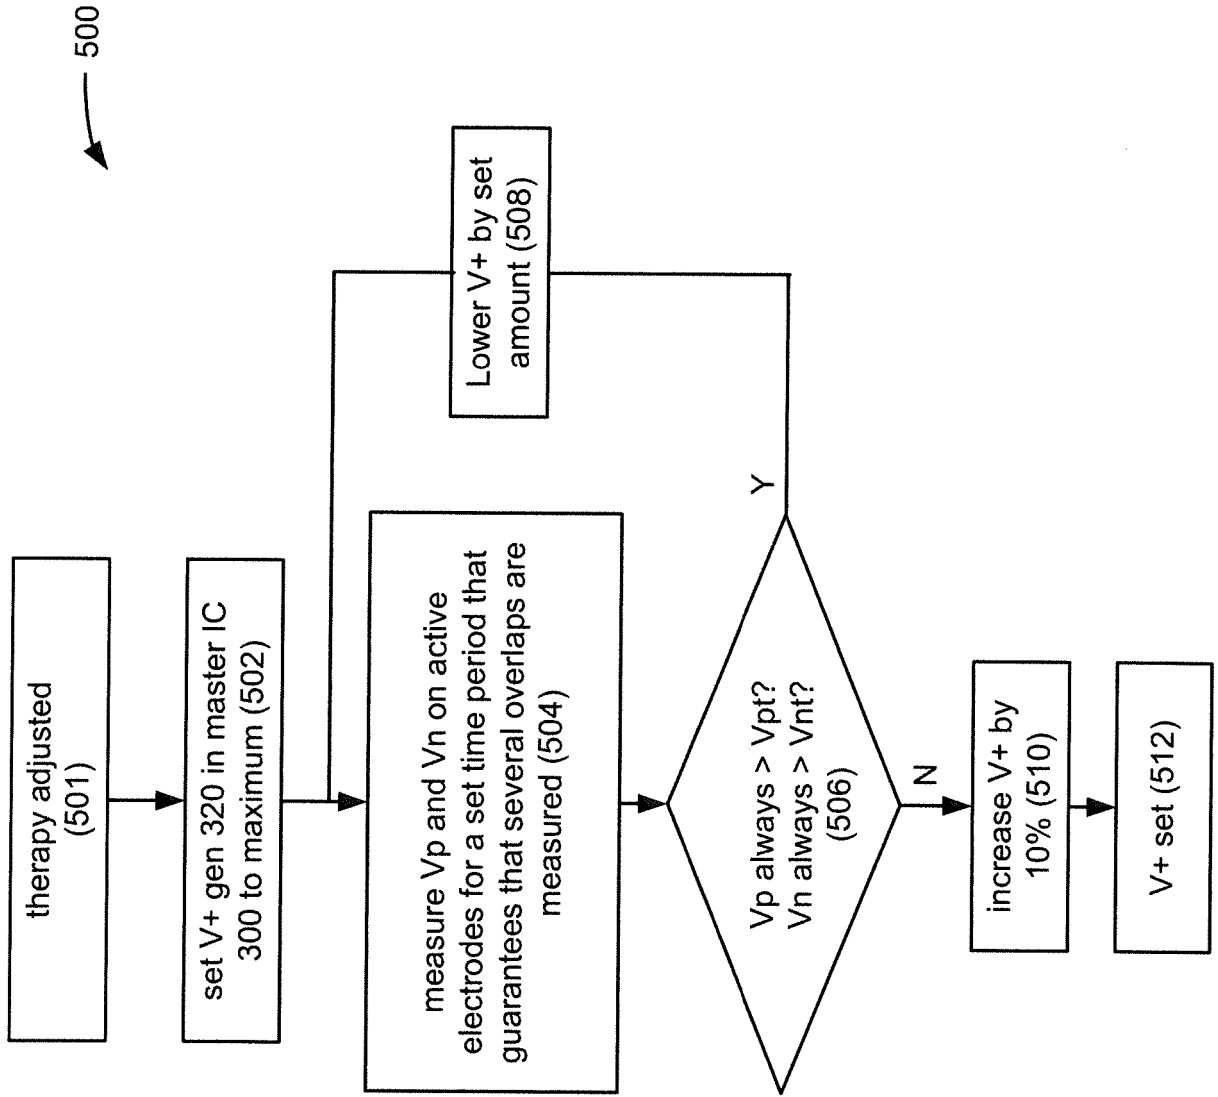 500
therapy adjusted
(501)
set V+ gen 320 in master IC
300 to maximum (502)
measure Vp and Vn on active
electrodes for a set time period that
guarantees that several overlaps are
measured (504)
Lower V+ by set
amount (508)
Vp always > Vpt?
Vn always > Vnt?
(506)
Y
N
increase V+ by
10% (510)
V+ set (512)